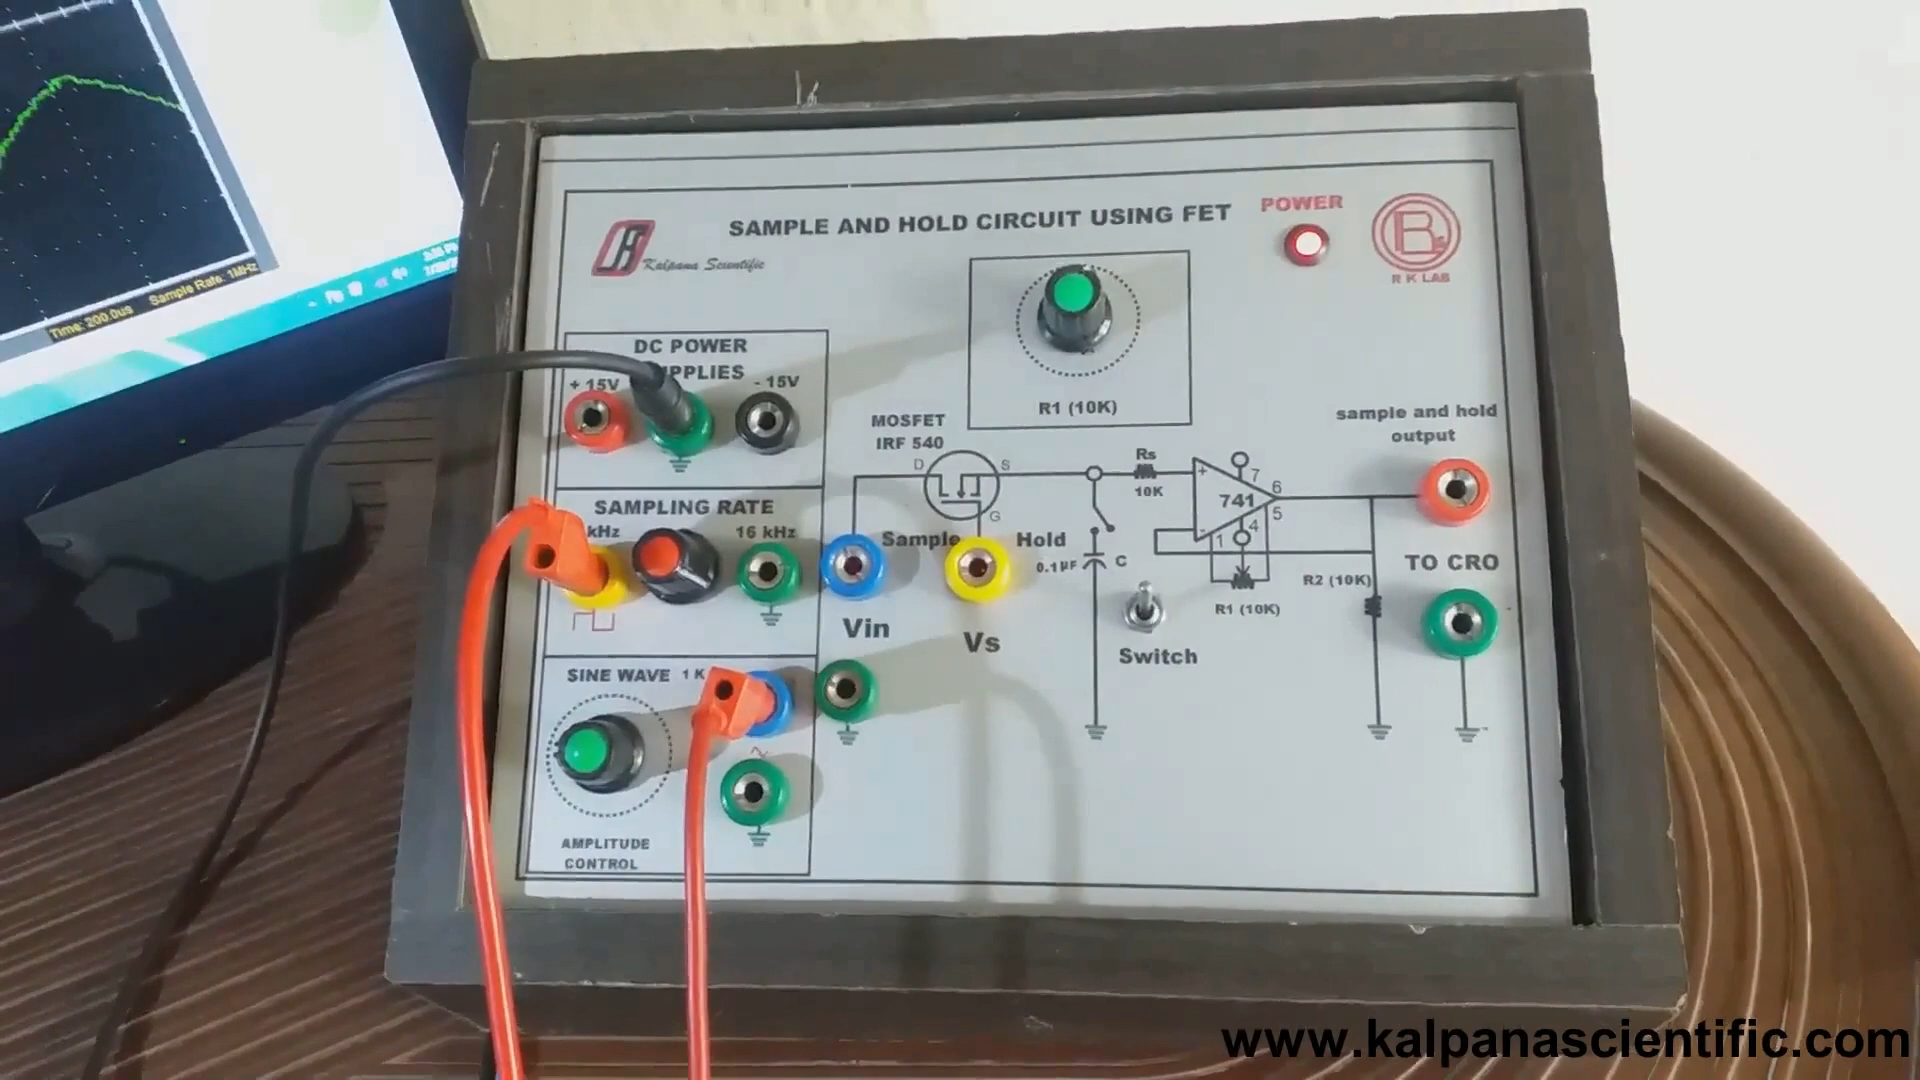 SAMPLE AND HOLD CIRCUIT USING FET
POWER
Kalpana Scientific
R K LAB
Sample Rate: 1MHz
Time: 200.0us
DC POWER
+ 15V
- 15V
R1 (10K)
MOSFET
IRF 540
D
S
G
Rs
10K
+
-
741
7
6
5
4
1
sample and hold
output
SAMPLING RATE
kHz
16 kHz
Sample
Hold
0.1µF
C
R1 (10K)
R2 (10K)
TO CRO
Vin
Vs
Switch
SINE WAVE 1 K
AMPLITUDE
CONTROL
www.kalpanascientific.com